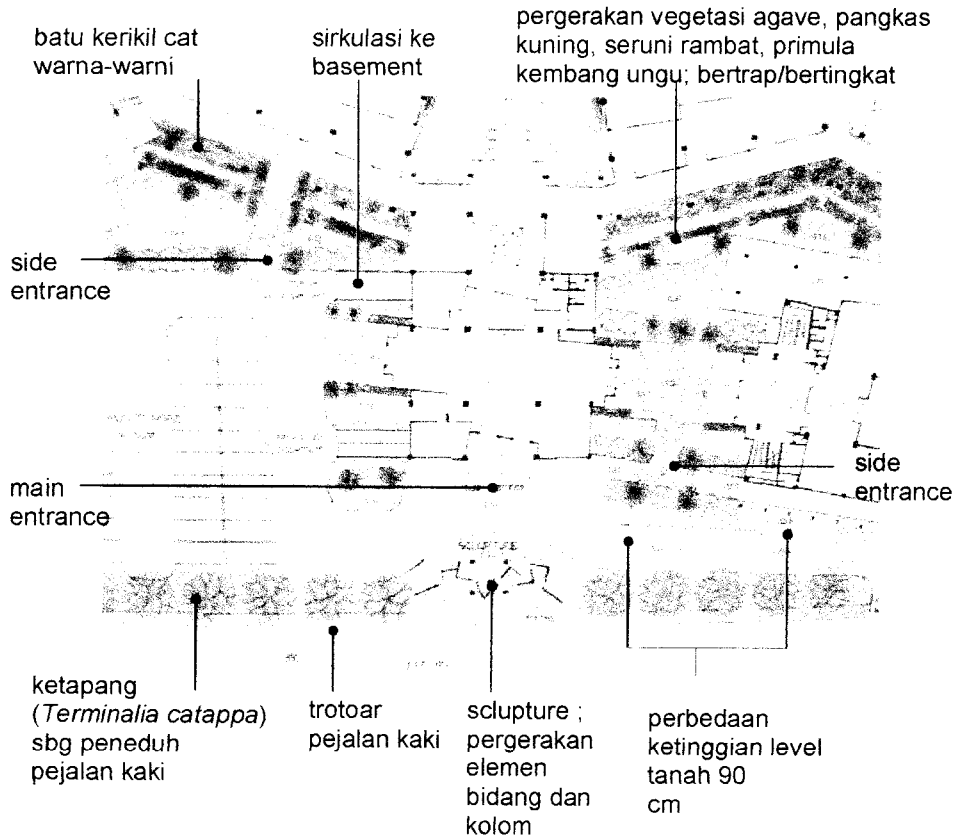 batu kerikil cat
warna-warni
sirkulasi ke
basement
pergerakan vegetasi agave, pangkas
kuning, seruni rambat, primula
kembang ungu; bertrap/bertingkat
side
entrance
main
entrance
side
entrance
SCLUPTURE
ketapang
(Terminalia catappa)
sbg peneduh
pejalan kaki
trotoar
pejalan kaki
sclupture ;
pergerakan
elemen
bidang dan
kolom
perbedaan
ketinggian level
tanah 90
cm